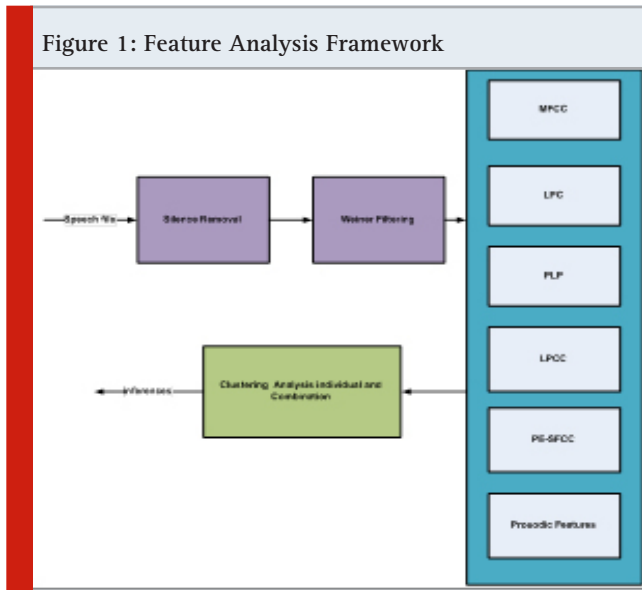 Figure 1: Feature Analysis Framework
MFCC
Speech file
Silence Removal
Weiner Filtering
LPC
PLP
LPCC
Clustering Analysis individual and
Combination
inferenses
PE-SFCC
Prosodic Features